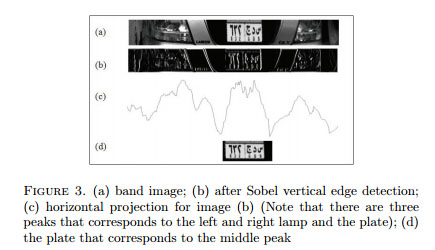 (a)
(b)
(c)
(d)
FIGURE 3. (a) band image; (b) after Sobel vertical edge detection;
(c) horizontal projection for image (b) (Note that there are three
peaks that corresponds to the left and right lamp and the plate); (d)
the plate that corresponds to the middle peak